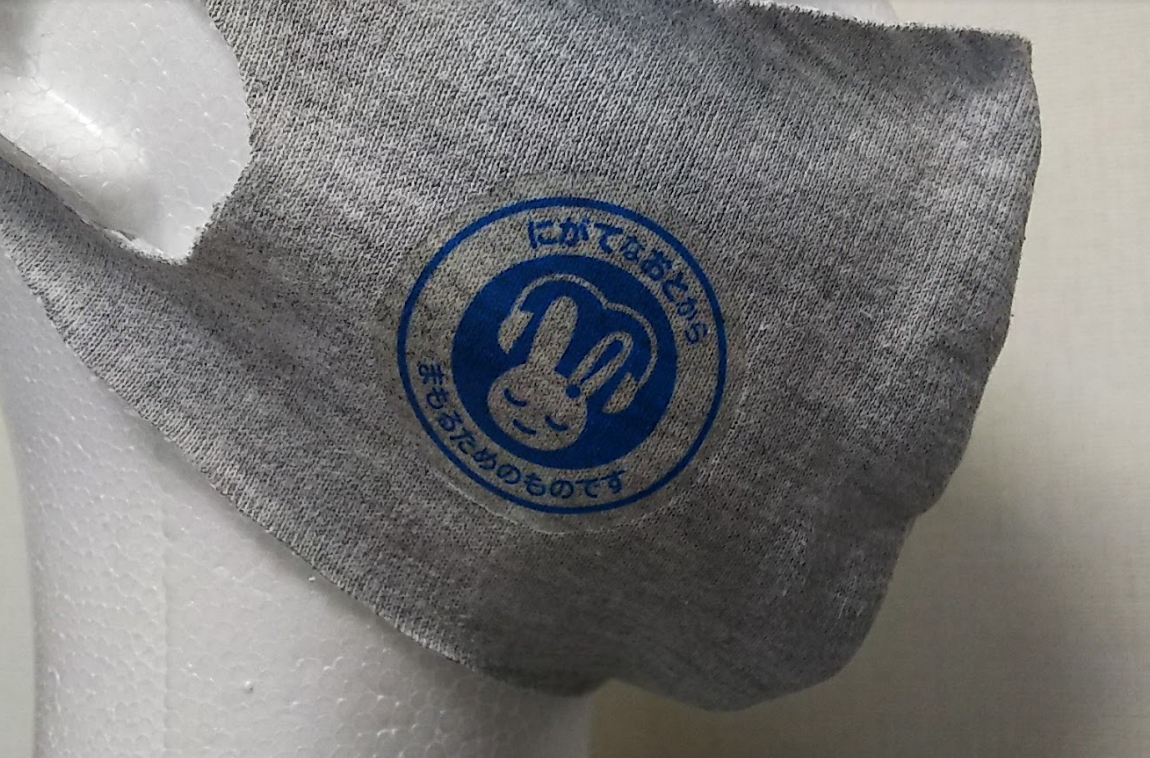 にがてなおとから
まもるためのものです